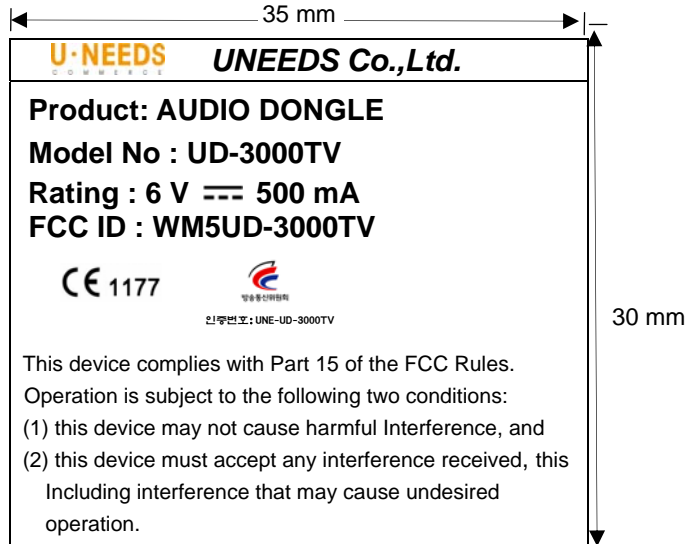 35 mm
U·NEEDS
COMMERCE
UNEEDS Co.,Ltd.
Product: AUDIO DONGLE
Model No : UD-3000TV
Rating : 6 V 500 mA
FCC ID : WM5UD-3000TV
CE 1177
방송통신위원회
인증번호: UNE-UD-3000TV
30 mm
This device complies with Part 15 of the FCC Rules.
Operation is subject to the following two conditions:
(1) this device may not cause harmful Interference, and
(2) this device must accept any interference received, this
Including interference that may cause undesired
operation.